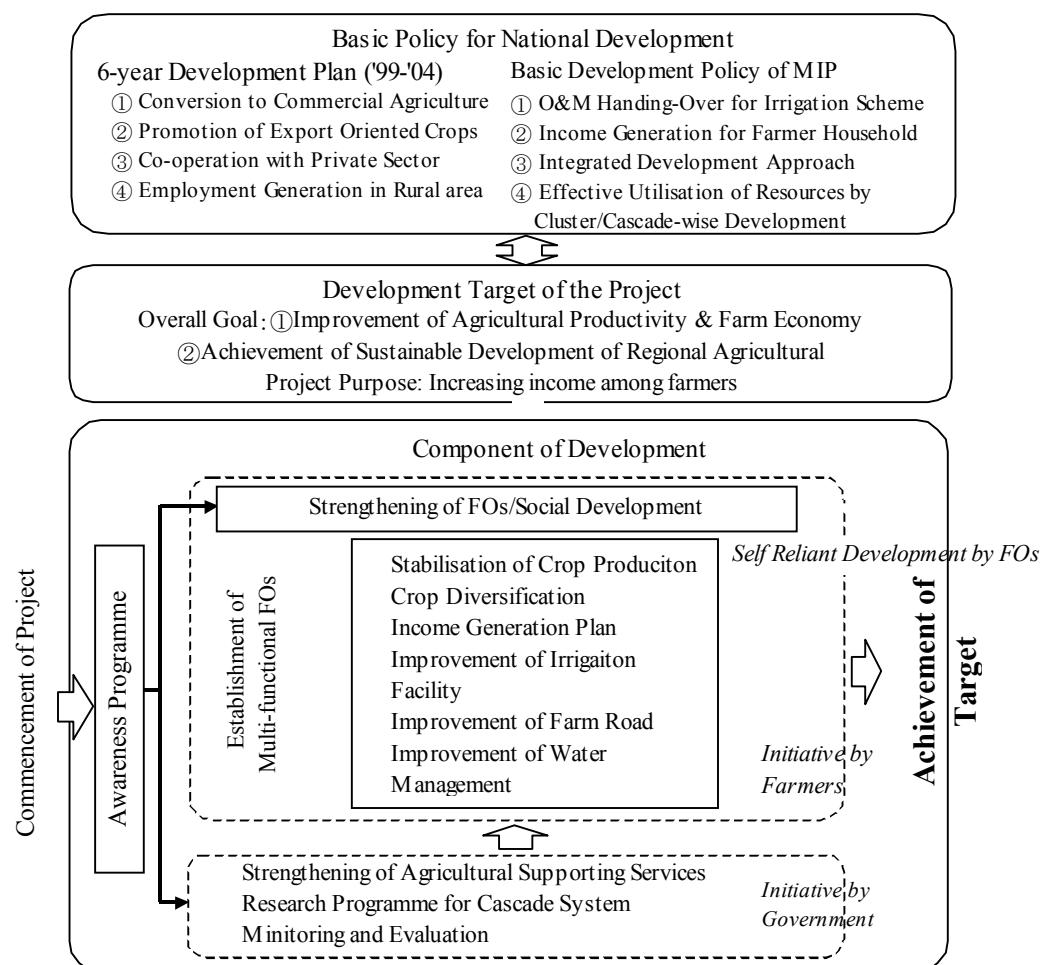 Basic Policy for National Development
6-year Development Plan ('99-'04)
① Conversion to Commercial Agriculture
② Promotion of Export Oriented Crops
③ Co-operation with Private Sector
④ Employment Generation in Rural area
Basic Development Policy of MIP
① O&M Handing-Over for Irrigation Scheme
② Income Generation for Farmer Household
③ Integrated Development Approach
④ Effective Utilisation of Resources by
Cluster/Cascade-wise Development
Development Target of the Project
Overall Goal: ①Improvement of Agricultural Productivity & Farm Economy
②Achievement of Sustainable Development of Regional Agricultural
Project Purpose: Increasing income among farmers
Component of Development
Commencement of Project
Awareness Programme
Strengthening of FOs/Social Development
Establishment of
Multi-functional FOs
Stabilisation of Crop Produciton
Crop Diversification
Income Generation Plan
Improvement of Irrigaiton
Facility
Improvement of Farm Road
Improvement of Water
Management
Self Reliant Development by FOs
Initiative by
Farmers
Achievement of
Target
Strengthening of Agricultural Supporting Services
Research Programme for Cascade System
Minitoring and Evaluation
Initiative by
Government